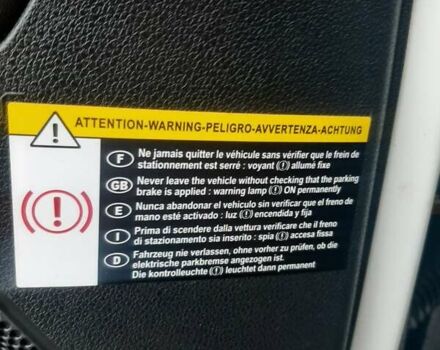 ATTENTION-WARNING-PELIGRO-AVVERTENZA-ACHTUNG
F Ne jamais quitter le véhicule sans vérifier que le frein de
stationnement est serré : voyant (!) allumé fixe
GB Never leave the vehicle without checking that the parking
brake is applied : warning lamp (!) ON permanently
E Nunca abandonar el vehiculo sin verificar que el freno de
mano esté activado : luz (!) encendida y fija
I Prima di scendere dalla vettura verificare che il freno
di stazionamento sia inserito : spia (!) accesa fissa
D Fahrzeug nie verlassen, ohne vorher zu prüfen, ob die
elektrische parkbremse angezogen ist.
Die kontrolleuchte (!) leuchtet dann permanent